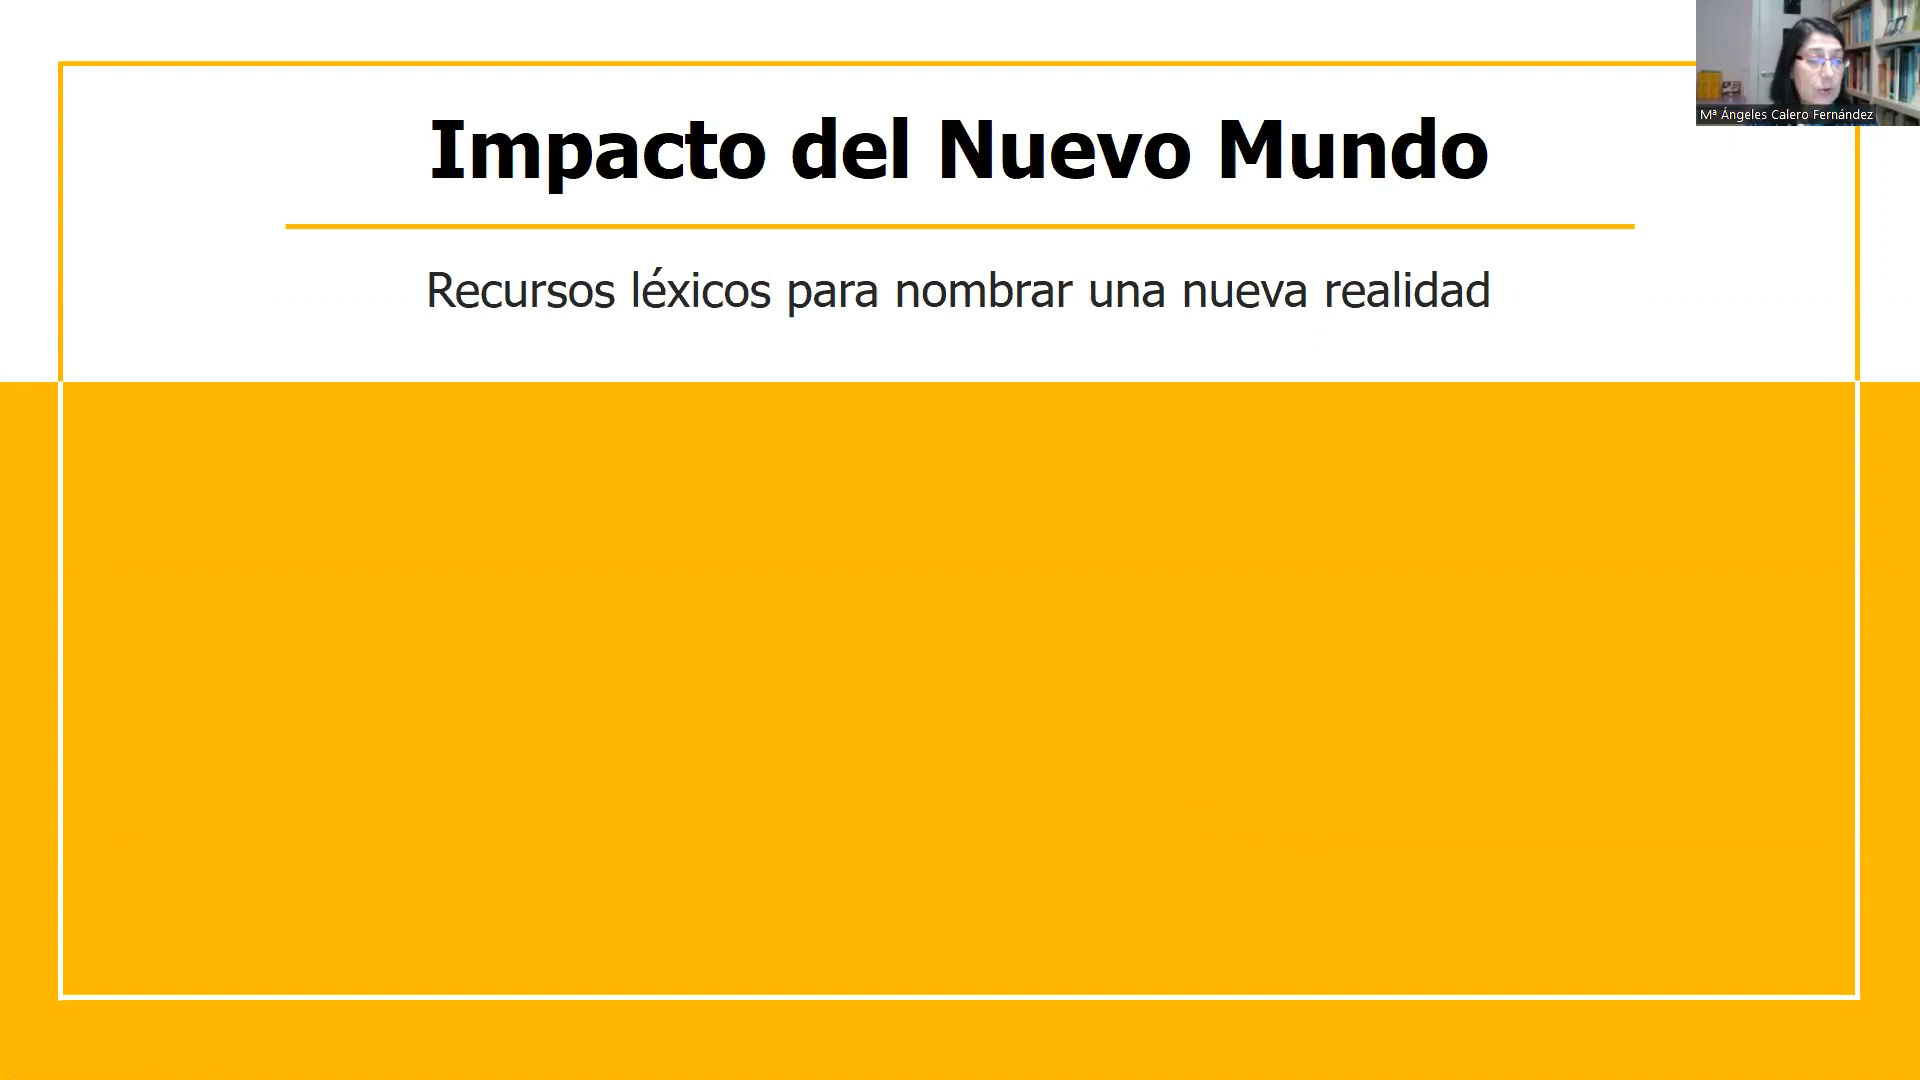 Impacto del Nuevo Mundo
Recursos léxicos para nombrar una nueva realidad
Mª Ángeles Calero Fernández